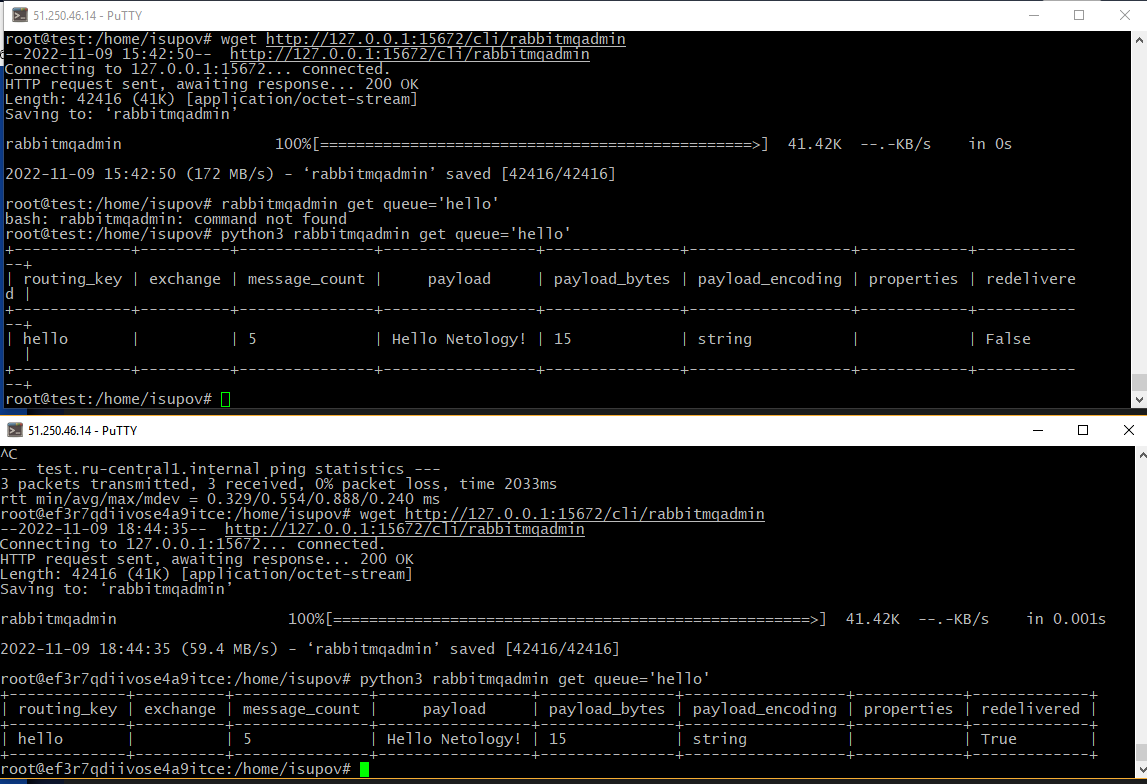 51.250.46.14 - PuTTY
root@test:/home/isupov# wget http://127.0.0.1:15672/cli/rabbitmqadmin
--2022-11-09 15:42:50--  http://127.0.0.1:15672/cli/rabbitmqadmin
Connecting to 127.0.0.1:15672... connected.
HTTP request sent, awaiting response... 200 OK
Length: 42416 (41K) [application/octet-stream]
Saving to: ‘rabbitmqadmin’
rabbitmqadmin                 100%[================================================>]  41.42K  --.-KB/s    in 0s
2022-11-09 15:42:50 (172 MB/s) - ‘rabbitmqadmin’ saved [42416/42416]
root@test:/home/isupov# rabbitmqadmin get queue='hello'
bash: rabbitmqadmin: command not found
root@test:/home/isupov# python3 rabbitmqadmin get queue='hello'
+-------------+----------+---------------+-----------------+---------------+------------------+------------+-----------
--+
| routing_key | exchange | message_count |     payload     | payload_bytes | payload_encoding | properties | redelivere
d |
+-------------+----------+---------------+-----------------+---------------+------------------+------------+-----------
--+
| hello       |          | 5             | Hello Netology! | 15            | string           |            | False
  |
+-------------+----------+---------------+-----------------+---------------+------------------+------------+-----------
--+
root@test:/home/isupov#
51.250.46.14 - PuTTY
^C
--- test.ru-central1.internal ping statistics ---
3 packets transmitted, 3 received, 0% packet loss, time 2033ms
rtt min/avg/max/mdev = 0.329/0.554/0.888/0.240 ms
root@ef3r7qdiivose4a9itce:/home/isupov# wget http://127.0.0.1:15672/cli/rabbitmqadmin
--2022-11-09 18:44:35--  http://127.0.0.1:15672/cli/rabbitmqadmin
Connecting to 127.0.0.1:15672... connected.
HTTP request sent, awaiting response... 200 OK
Length: 42416 (41K) [application/octet-stream]
Saving to: ‘rabbitmqadmin’
rabbitmqadmin                   100%[=====================================================>]  41.42K  --.-KB/s    in 0.001s
2022-11-09 18:44:35 (59.4 MB/s) - ‘rabbitmqadmin’ saved [42416/42416]
root@ef3r7qdiivose4a9itce:/home/isupov# python3 rabbitmqadmin get queue='hello'
+-------------+----------+---------------+-----------------+---------------+------------------+------------+-------------+
| routing_key | exchange | message_count |     payload     | payload_bytes | payload_encoding | properties | redelivered |
+-------------+----------+---------------+-----------------+---------------+------------------+------------+-------------+
| hello       |          | 5             | Hello Netology! | 15            | string           |            | True        |
+-------------+----------+---------------+-----------------+---------------+------------------+------------+-------------+
root@ef3r7qdiivose4a9itce:/home/isupov#